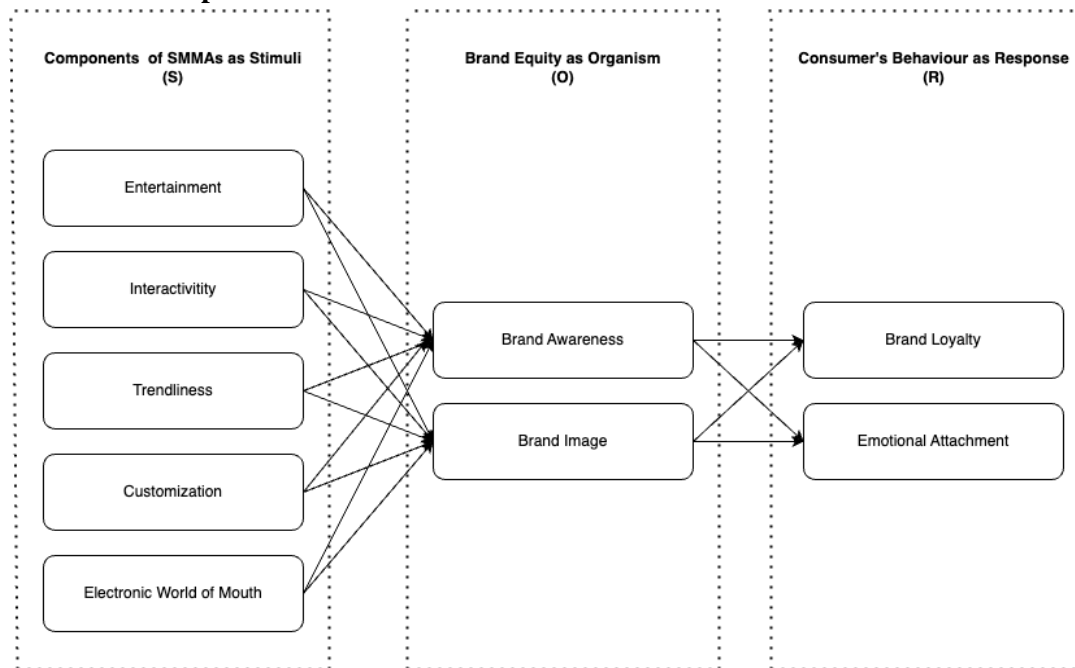 Components of SMMAs as Stimuli
(S)
Entertainment
Interactivitity
Trendliness
Customization
Electronic World of Mouth
Brand Equity as Organism
(O)
Brand Awareness
Brand Image
Consumer's Behaviour as Response
(R)
Brand Loyalty
Emotional Attachment